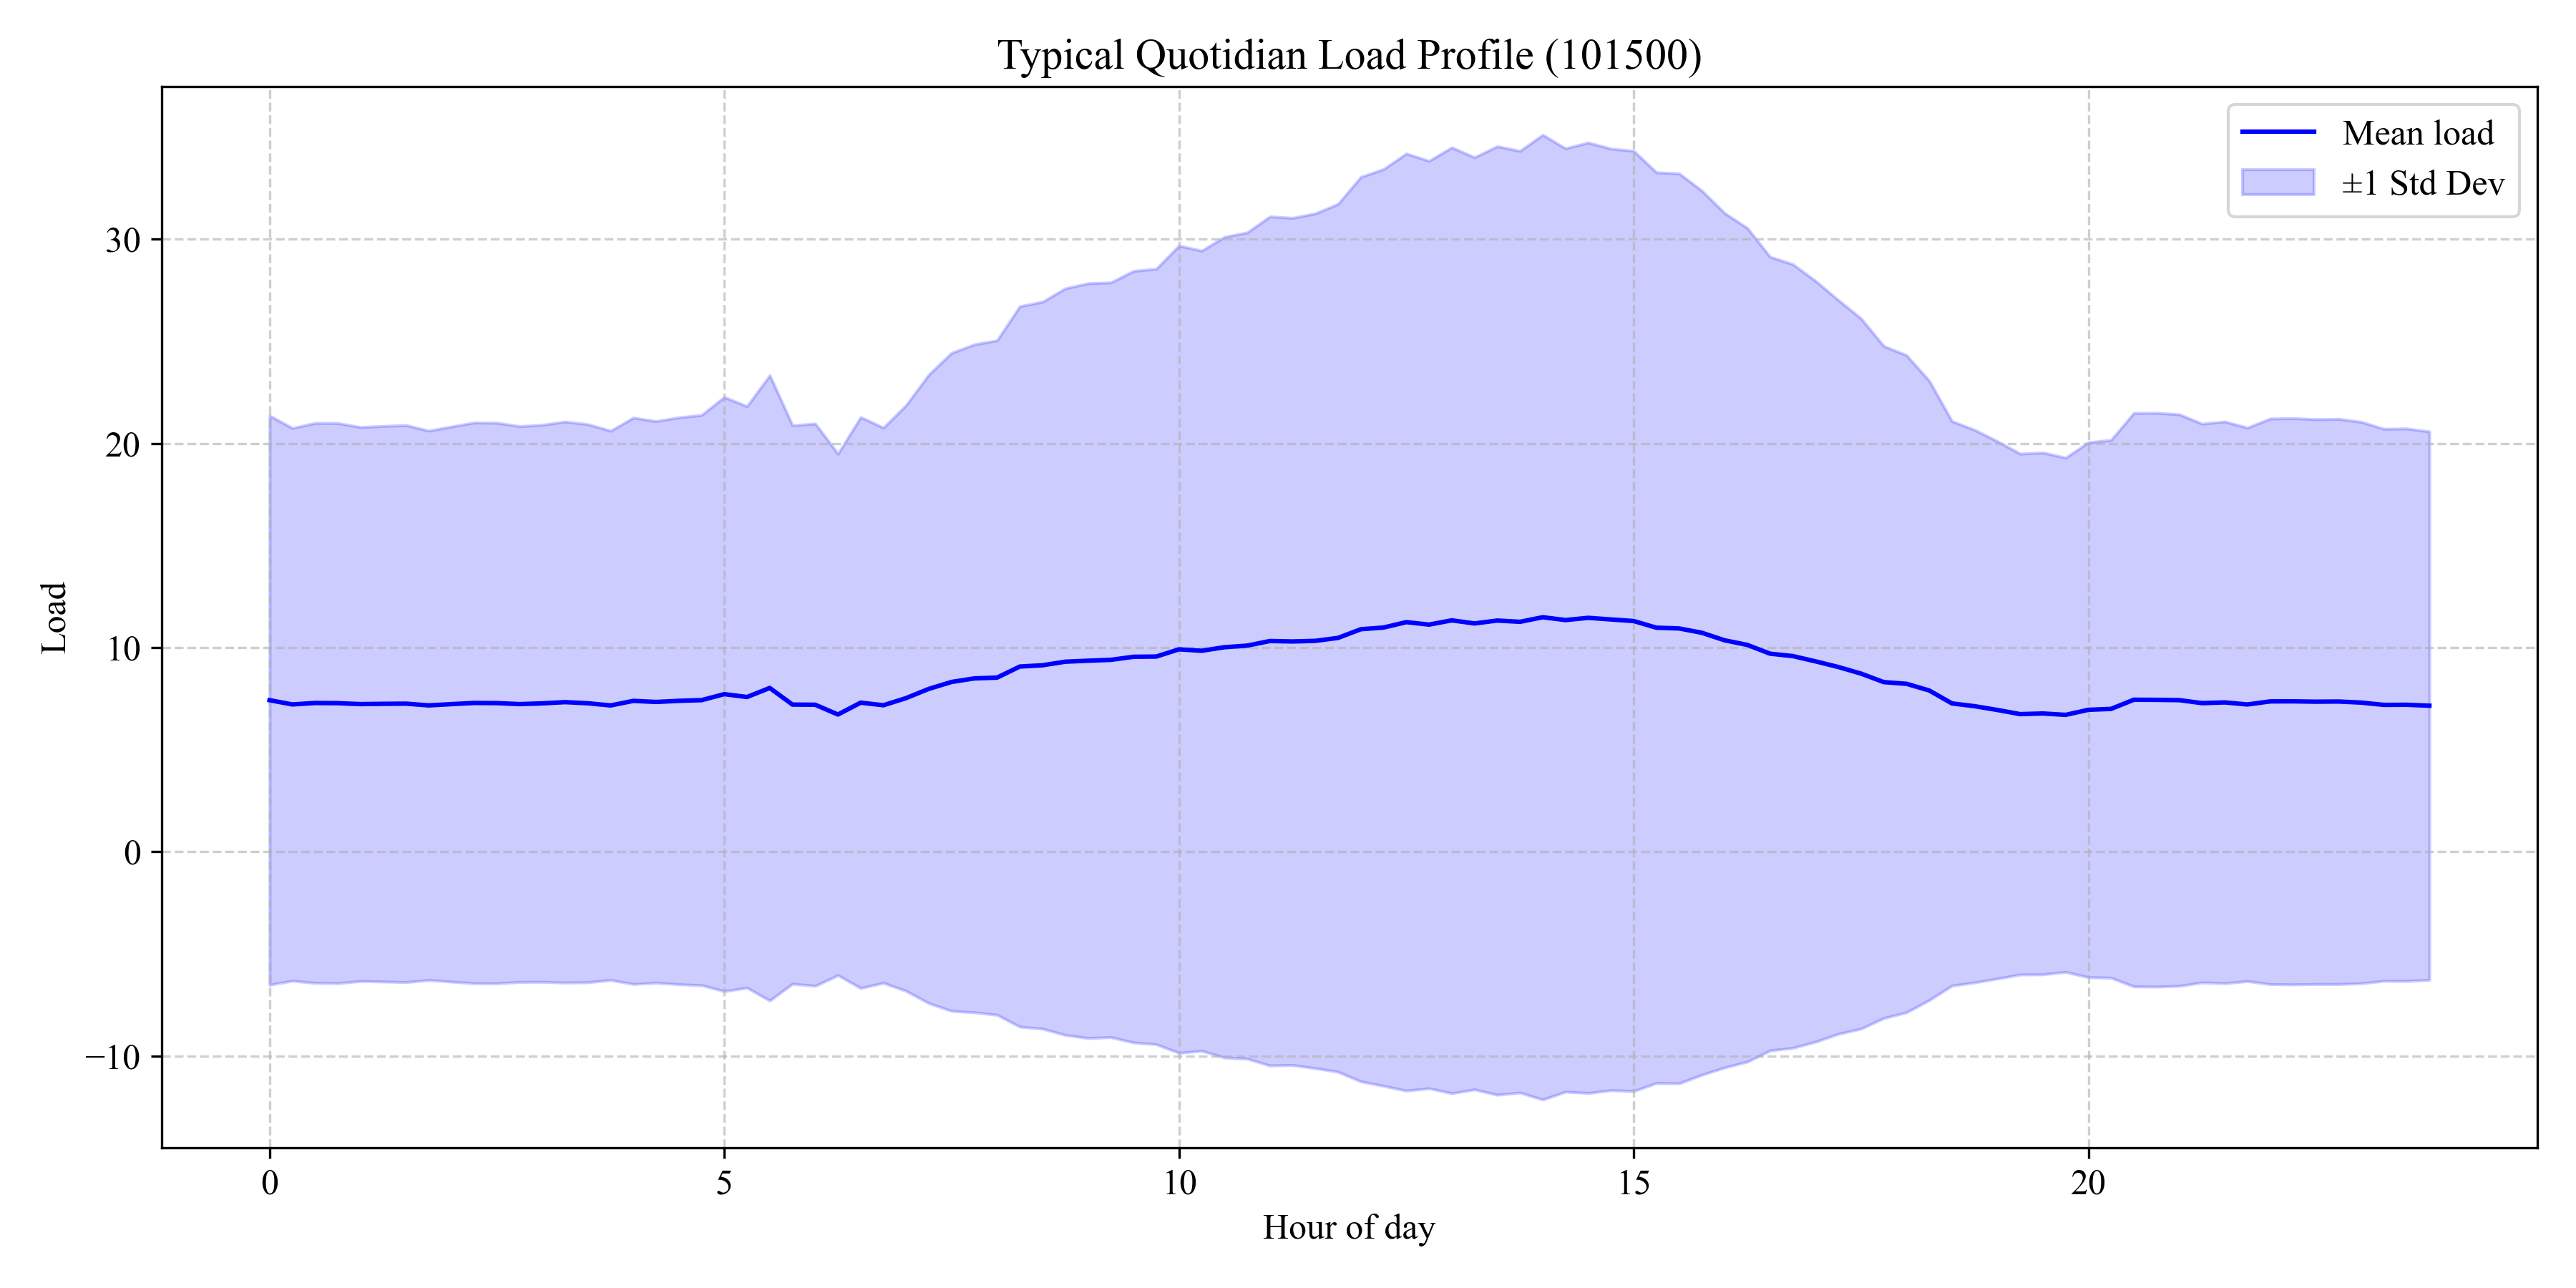 Typical Quotidian Load Profile (101500)
Mean load
±1 Std Dev
Load
30
20
10
0
−10
0 5 10 15 20
Hour of day